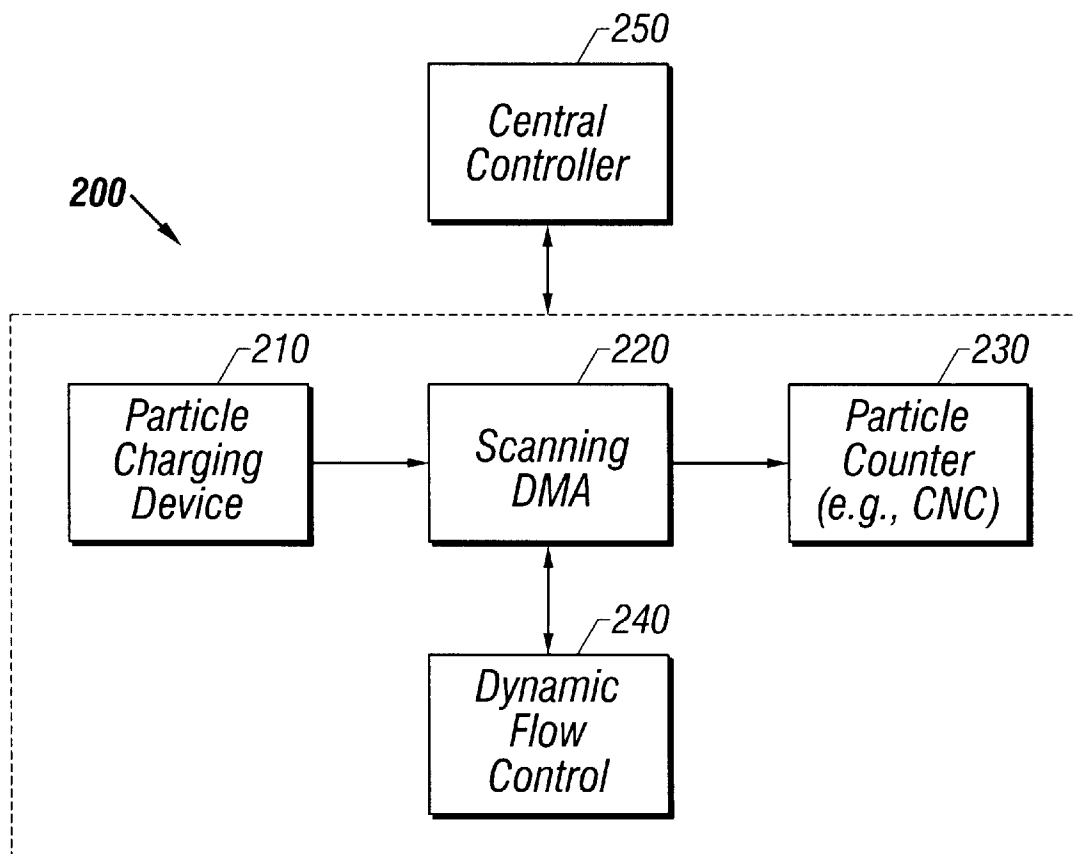 250
Central
Controller
200
210
220
230
Particle
Charging
Device
Scanning
DMA
Particle
Counter
(e.g., CNC)
240
Dynamic
Flow
Control